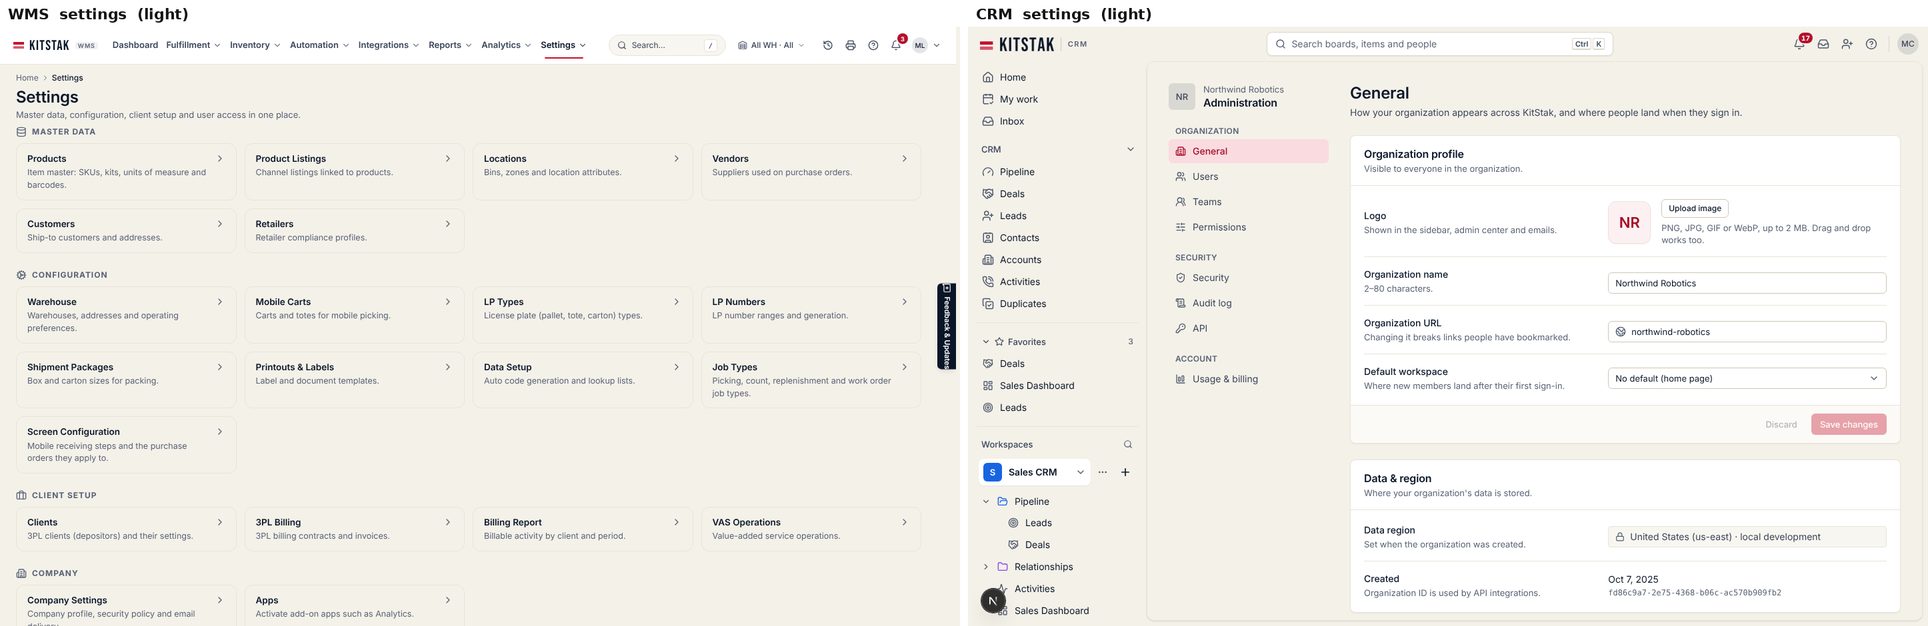 WMS settings (light)
KITSTAK WMS Dashboard Fulfillment Inventory Automation Integrations Reports Analytics Settings Search... / All WH · All 3 ML
Home > Settings
Settings
Master data, configuration, client setup and user access in one place.
MASTER DATA
Products
Item master: SKUs, kits, units of measure and
barcodes.
Product Listings
Channel listings linked to products.
Locations
Bins, zones and location attributes.
Vendors
Suppliers used on purchase orders.
Customers
Ship-to customers and addresses.
Retailers
Retailer compliance profiles.
CONFIGURATION
Warehouse
Warehouses, addresses and operating
preferences.
Mobile Carts
Carts and totes for mobile picking.
LP Types
License plate (pallet, tote, carton) types.
LP Numbers
LP number ranges and generation.
Shipment Packages
Box and carton sizes for packing.
Printouts & Labels
Label and document templates.
Data Setup
Auto code generation and lookup lists.
Job Types
Picking, count, replenishment and work order
job types.
Screen Configuration
Mobile receiving steps and the purchase
orders they apply to.
CLIENT SETUP
Clients
3PL clients (depositors) and their settings.
3PL Billing
3PL billing contracts and invoices.
Billing Report
Billable activity by client and period.
VAS Operations
Value-added service operations.
COMPANY
Company Settings
Company profile, security policy and email
delivery.
Apps
Activate add-on apps such as Analytics.
Feedback & Updates
CRM settings (light)
KITSTAK CRM
Search boards, items and people Ctrl K
17 MC
Home
My work
Inbox
CRM
Pipeline
Deals
Leads
Contacts
Accounts
Activities
Duplicates
Favorites 3
Deals
Sales Dashboard
Leads
Workspaces
S Sales CRM
Pipeline
Leads
Deals
Relationships
Activities
Sales Dashboard
N
NR
Northwind Robotics
Administration
ORGANIZATION
General
Users
Teams
Permissions
SECURITY
Security
Audit log
API
ACCOUNT
Usage & billing
General
How your organization appears across KitStak, and where people land when they sign in.
Organization profile
Visible to everyone in the organization.
Logo
Shown in the sidebar, admin center and emails.
NR
Upload image
PNG, JPG, GIF or WebP, up to 2 MB. Drag and drop
works too.
Organization name
2–80 characters.
Northwind Robotics
Organization URL
Changing it breaks links people have bookmarked.
northwind-robotics
Default workspace
Where new members land after their first sign-in.
No default (home page)
Discard Save changes
Data & region
Where your organization's data is stored.
Data region
Set when the organization was created.
United States (us-east) · local development
Created
Organization ID is used by API integrations.
Oct 7, 2025
fd86c9a7-2e75-4368-b06c-ac570b909fb2